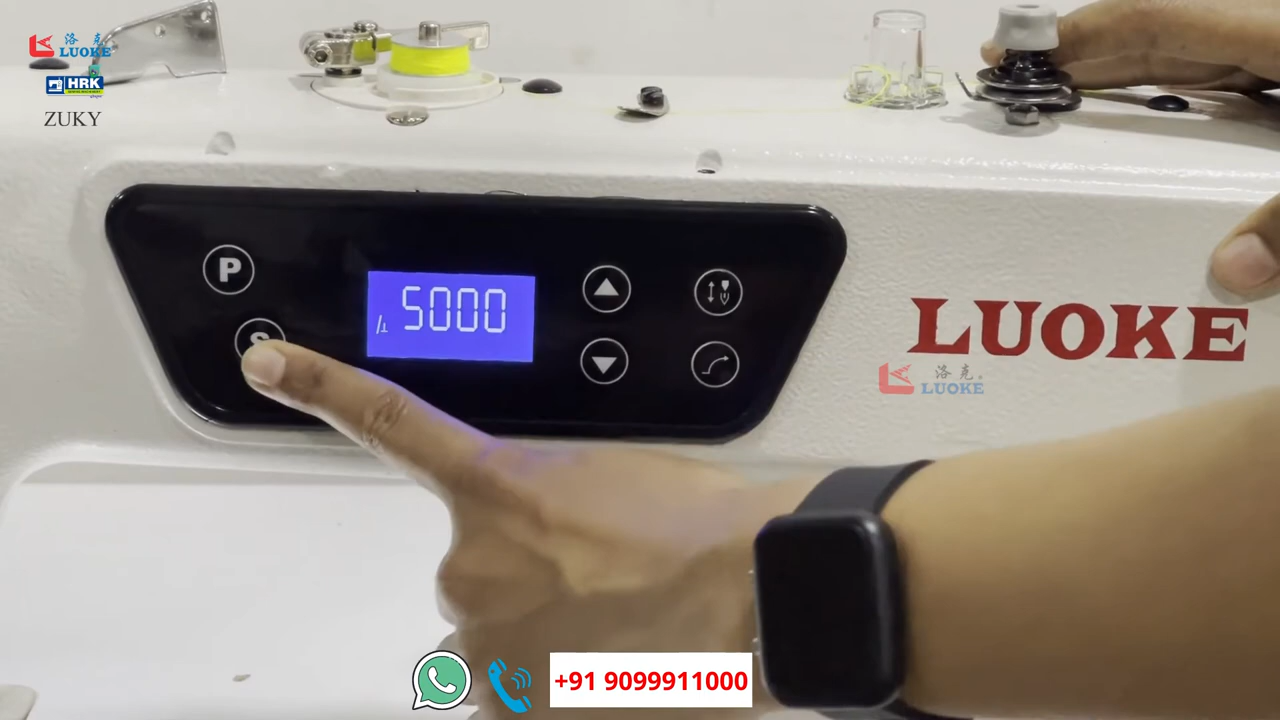 洛克
LUOKE
HRK
ZUKY
P
S
5000
LUOKE
洛克
LUOKE
+91 9099911000